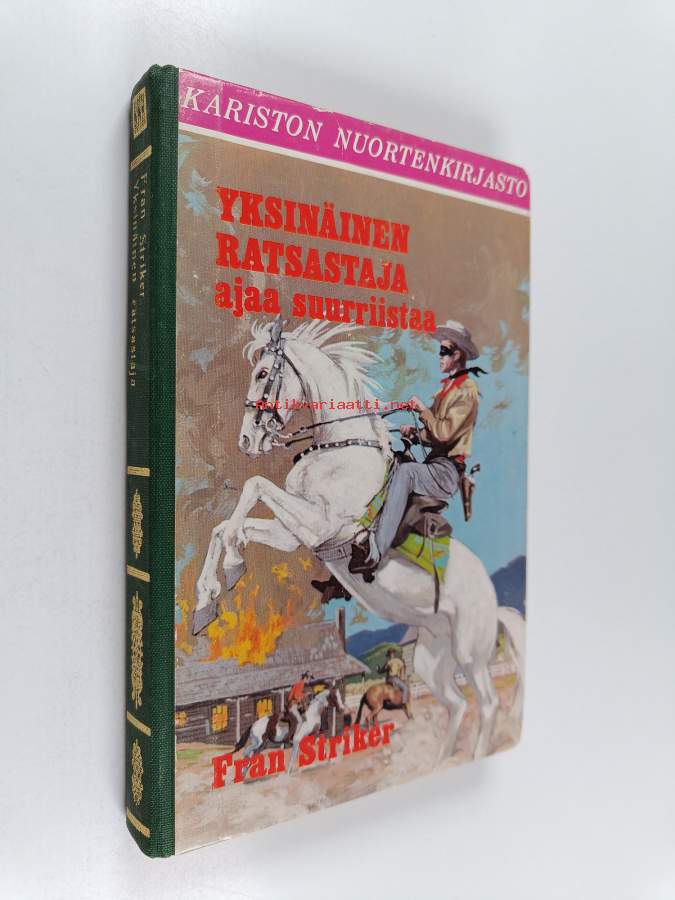 KARISTON NUORTENKIRJASTO
YKSINÄINEN
RATSASTAJA
ajaa suurriistaa
antikvariaatti.net
Fran Striker
Fran Striker
Yksinäinen ratsastaja